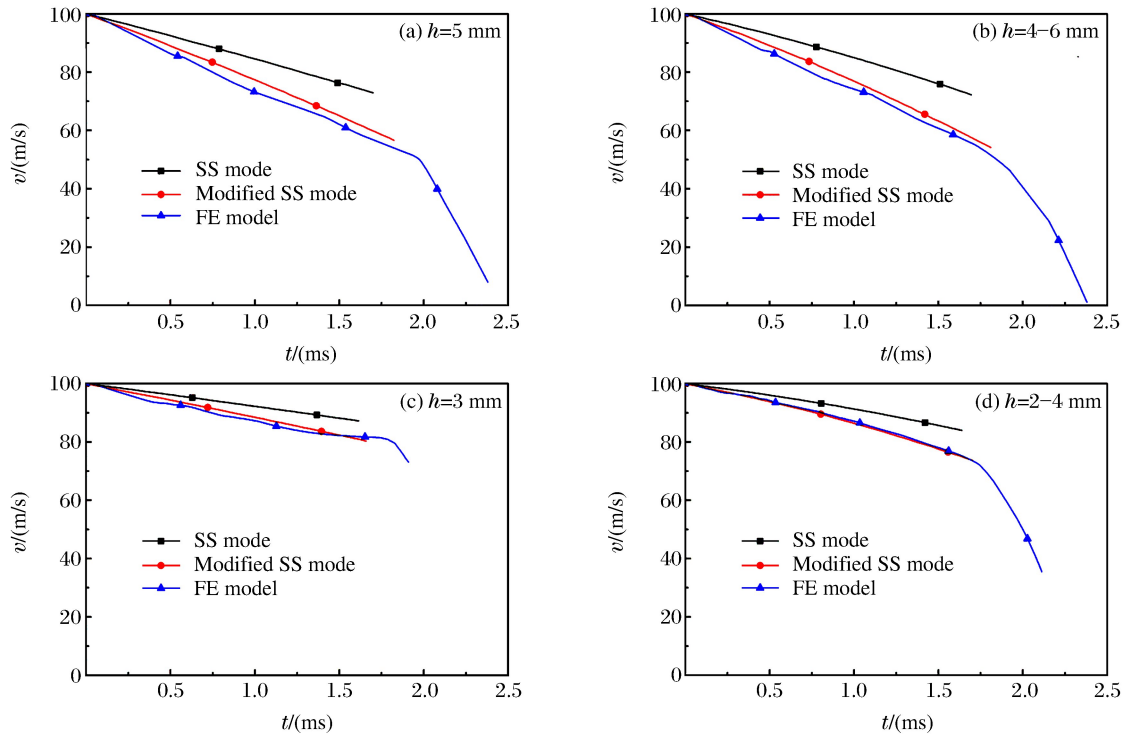 100
80
60
40
20
0
v/(m/s)
(a) h=5 mm
SS mode
Modified SS mode
FE model
0.5 1.0 1.5 2.0 2.5
t/(ms)
100
80
60
40
20
0
v/(m/s)
(b) h=4−6 mm
SS mode
Modified SS mode
FE model
0.5 1.0 1.5 2.0 2.5
t/(ms)
100
80
60
40
20
0
v/(m/s)
(c) h=3 mm
SS mode
Modified SS mode
FE model
0.5 1.0 1.5 2.0 2.5
t/(ms)
100
80
60
40
20
0
v/(m/s)
(d) h=2−4 mm
SS mode
Modified SS mode
FE model
0.5 1.0 1.5 2.0 2.5
t/(ms)